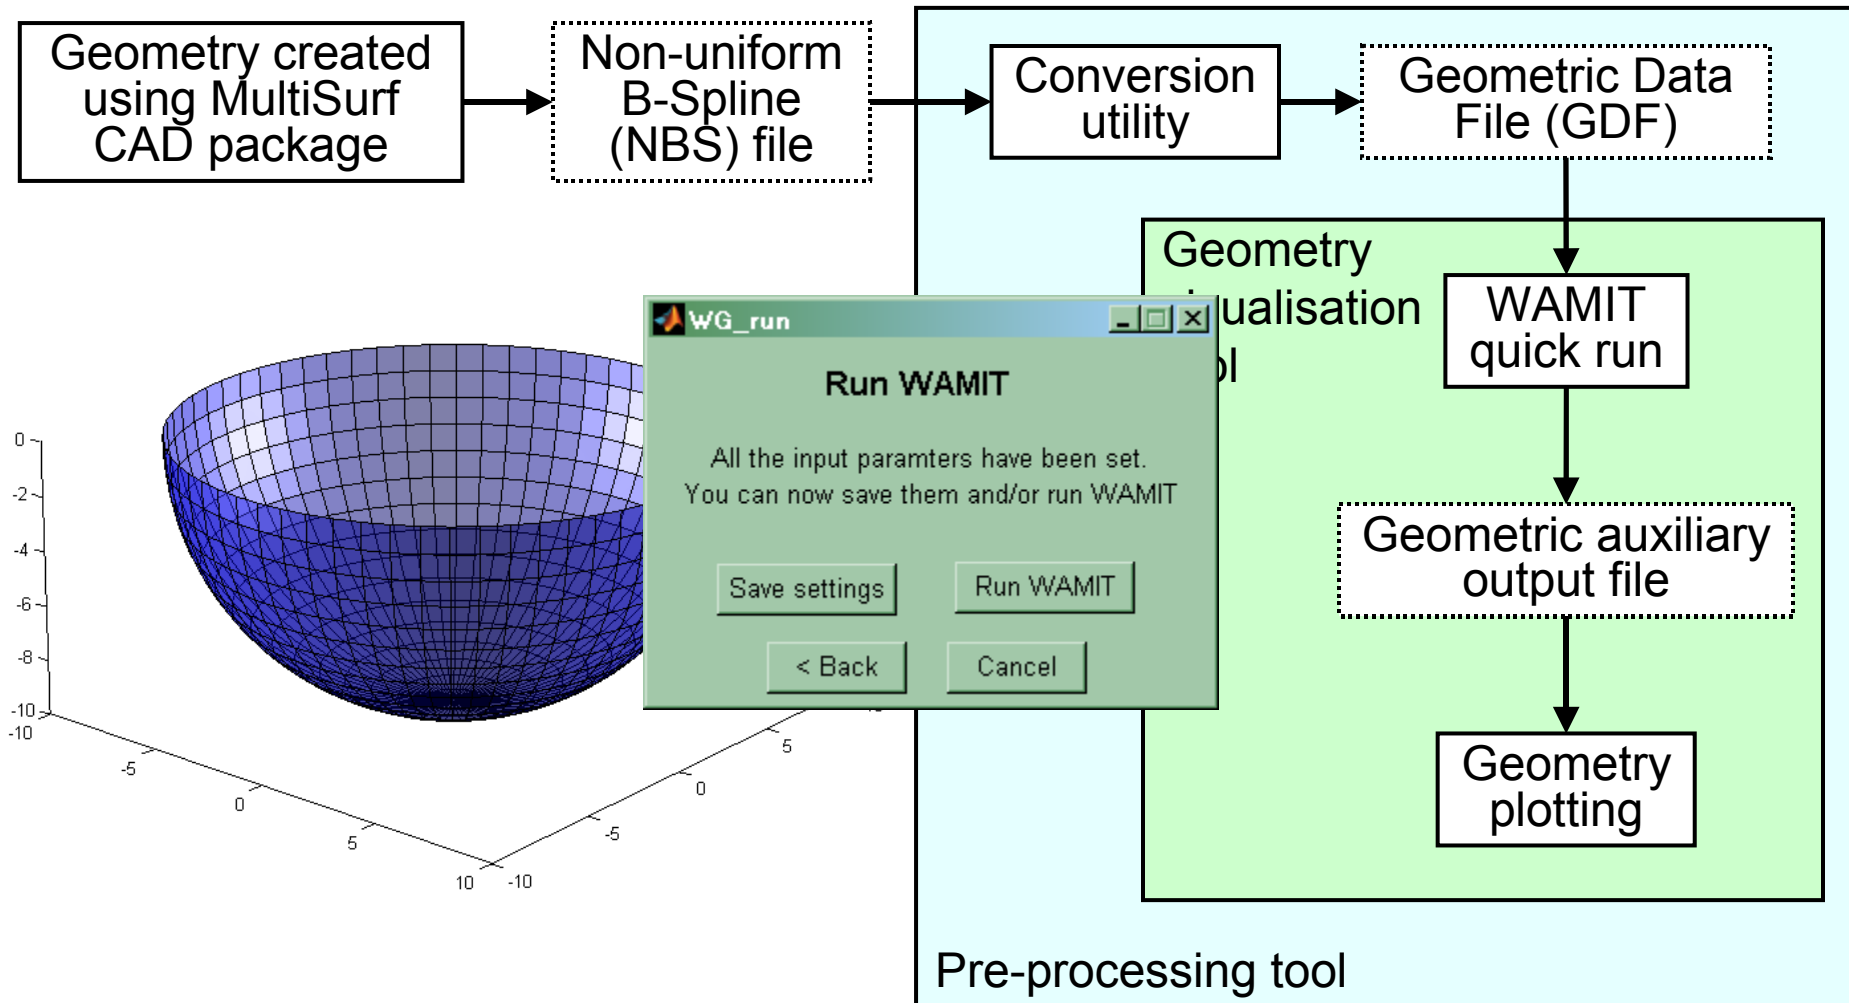 Geometry created
using MultiSurf
CAD package
Non-uniform
B-Spline
(NBS) file
Conversion
utility
Geometric Data
File (GDF)
Geometry
WAMIT
quick run
Geometric auxiliary
output file
Geometry
plotting
Pre-processing tool
WG_run
Run WAMIT
All the input paramters have been set.
You can now save them and/or run WAMIT
Save settings
Run WAMIT
< Back
Cancel
0
-2
-4
-6
-8
-10
-10
-5
0
5
10
-10
-5
0
5